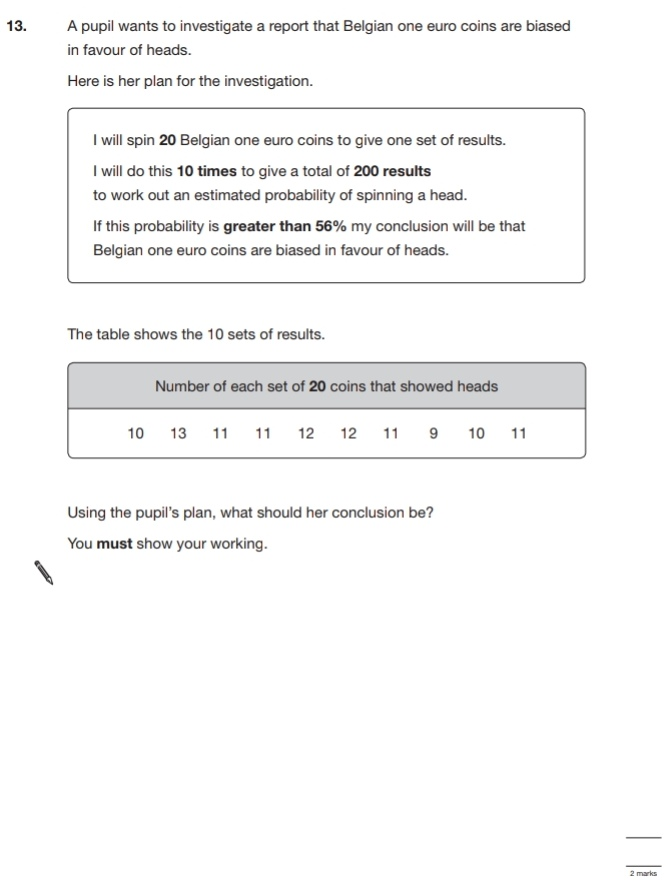 13. A pupil wants to investigate a report that Belgian one euro coins are biased
in favour of heads.
Here is her plan for the investigation.
I will spin 20 Belgian one euro coins to give one set of results.
I will do this 10 times to give a total of 200 results
to work out an estimated probability of spinning a head.
If this probability is greater than 56% my conclusion will be that
Belgian one euro coins are biased in favour of heads.
The table shows the 10 sets of results.
Number of each set of 20 coins that showed heads
10 13 11 11 12 12 11 9 10 11
Using the pupil's plan, what should her conclusion be?
You must show your working.
2 marks